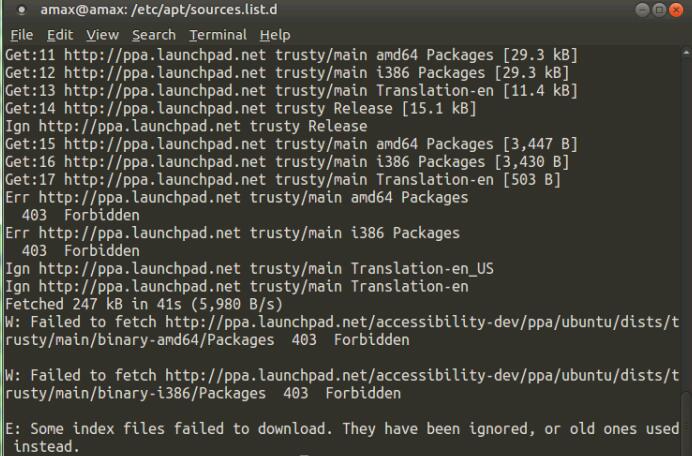 amax@amax: /etc/apt/sources.list.d
File Edit View Search Terminal Help
Get:11 http://ppa.launchpad.net trusty/main amd64 Packages [29.3 kB]
Get:12 http://ppa.launchpad.net trusty/main i386 Packages [29.3 kB]
Get:13 http://ppa.launchpad.net trusty/main Translation-en [11.4 kB]
Get:14 http://ppa.launchpad.net trusty Release [15.1 kB]
Ign http://ppa.launchpad.net trusty Release
Get:15 http://ppa.launchpad.net trusty/main amd64 Packages [3,447 B]
Get:16 http://ppa.launchpad.net trusty/main i386 Packages [3,430 B]
Get:17 http://ppa.launchpad.net trusty/main Translation-en [503 B]
Err http://ppa.launchpad.net trusty/main amd64 Packages
  403  Forbidden
Err http://ppa.launchpad.net trusty/main i386 Packages
  403  Forbidden
Ign http://ppa.launchpad.net trusty/main Translation-en_US
Ign http://ppa.launchpad.net trusty/main Translation-en
Fetched 247 kB in 41s (5,980 B/s)
W: Failed to fetch http://ppa.launchpad.net/accessibility-dev/ppa/ubuntu/dists/t
rusty/main/binary-amd64/Packages  403  Forbidden
W: Failed to fetch http://ppa.launchpad.net/accessibility-dev/ppa/ubuntu/dists/t
rusty/main/binary-i386/Packages  403  Forbidden
E: Some index files failed to download. They have been ignored, or old ones used
 instead.